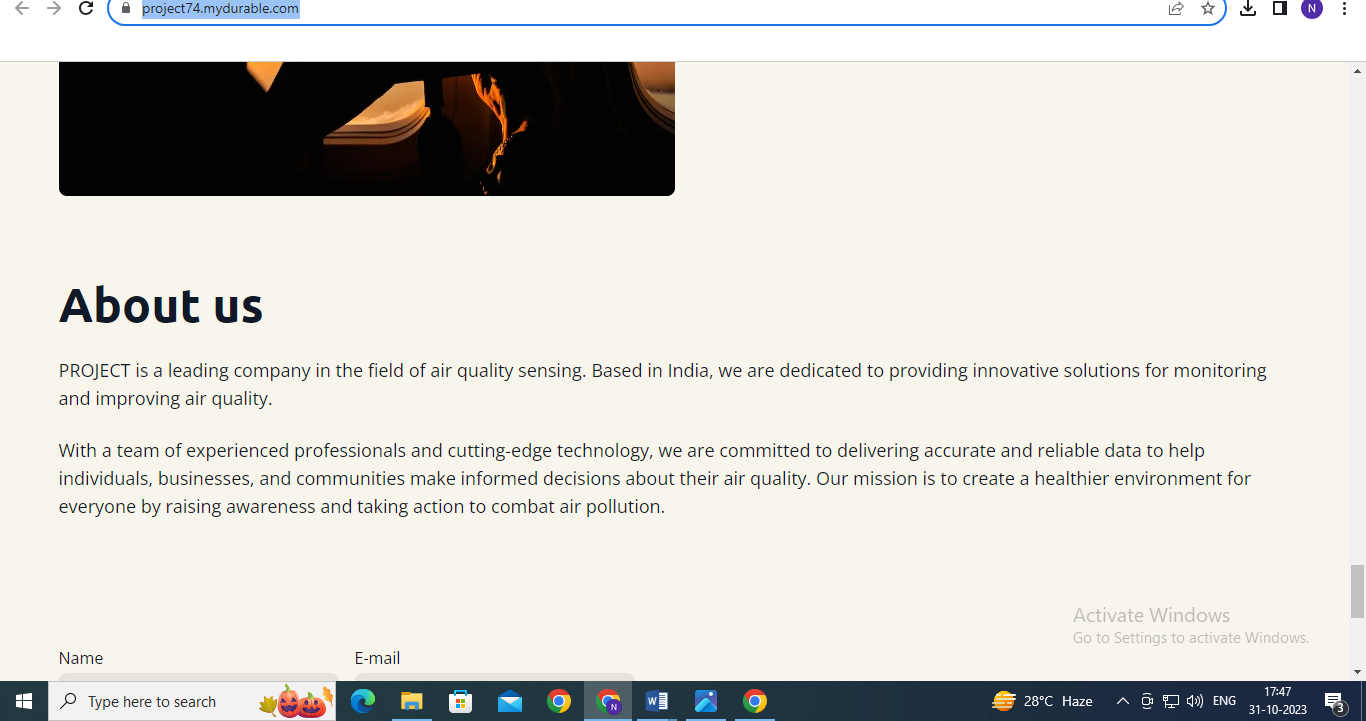 project74.mydurable.com
N
About us
PROJECT is a leading company in the field of air quality sensing. Based in India, we are dedicated to providing innovative solutions for monitoring
and improving air quality.
With a team of experienced professionals and cutting-edge technology, we are committed to delivering accurate and reliable data to help
individuals, businesses, and communities make informed decisions about their air quality. Our mission is to create a healthier environment for
everyone by raising awareness and taking action to combat air pollution.
Activate Windows
Go to Settings to activate Windows.
Name E-mail
Type here to search
N
W
28°C Haze
ENG
17:47
31-10-2023
3